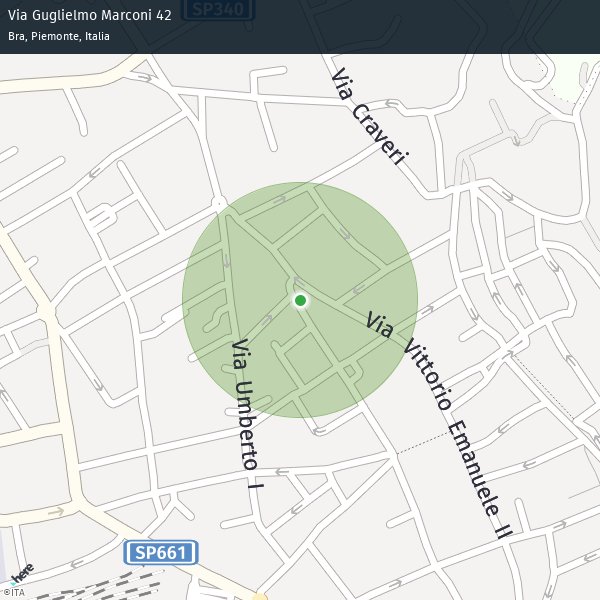 Via Guglielmo Marconi 42
Bra, Piemonte, Italia
SP340
Via Craveri
Via Vittorio Emanuele II
Via Umberto I
SP661
here
©ITA